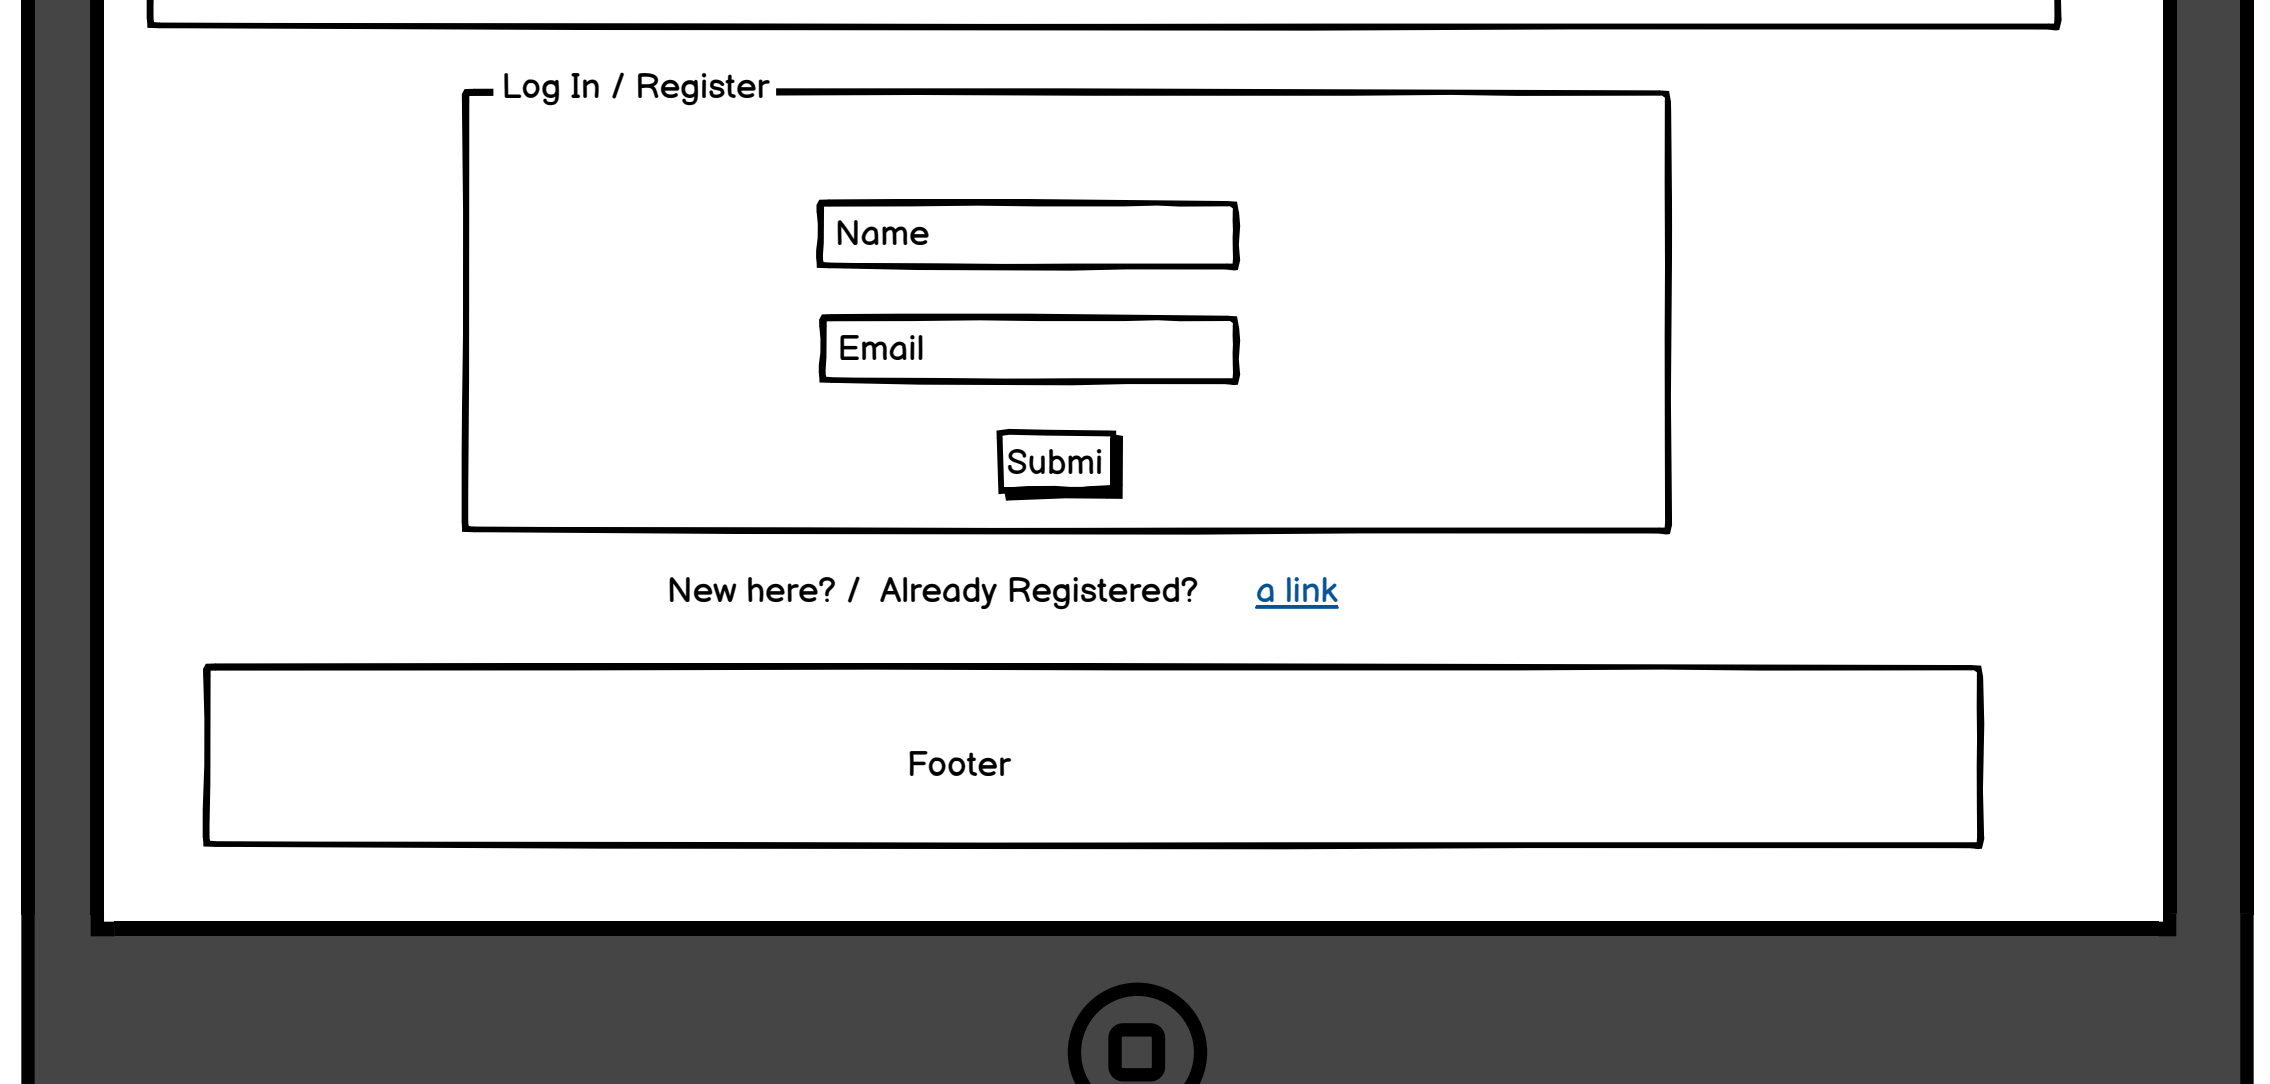 Log In / Register
Name
Email
Submi
New here? / Already Registered? a link
Footer